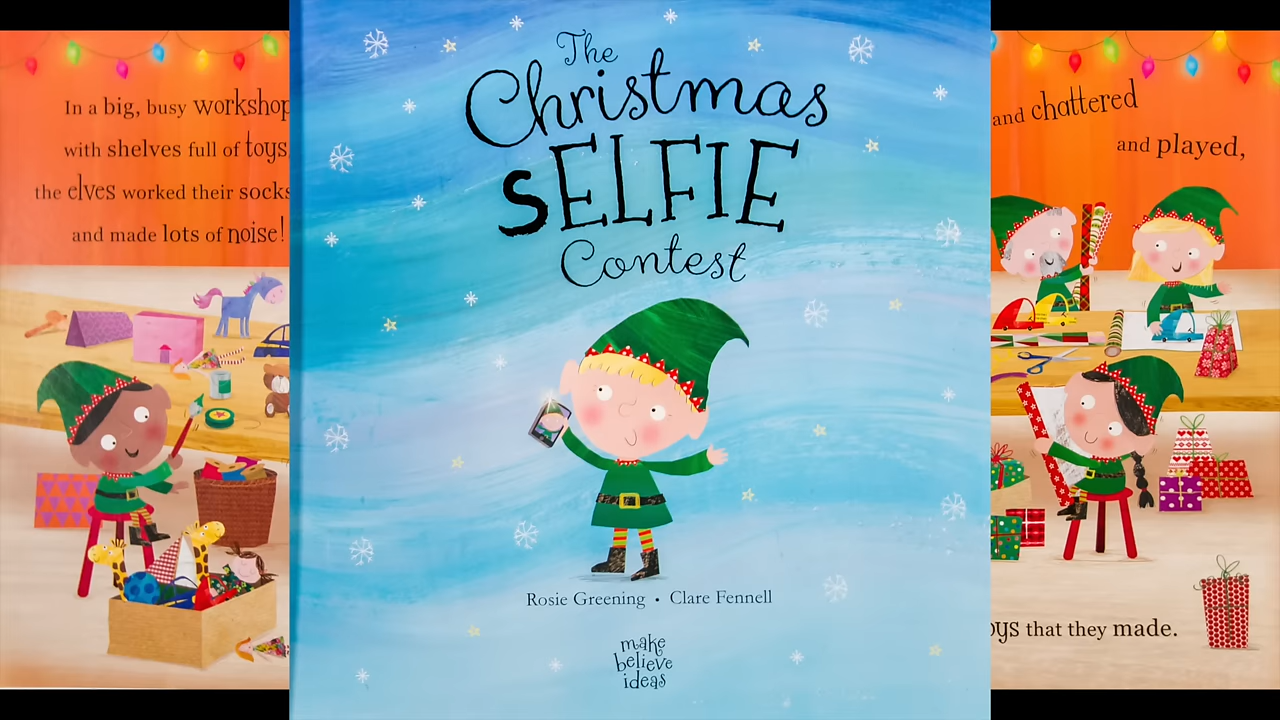 In a big, busy workshop
with shelves full of toys
the elves worked their socks
and made lots of noise!
The
Christmas
SELFIE
Contest
Rosie Greening • Clare Fennell
make
believe
ideas
and chattered
and played,
that they made.